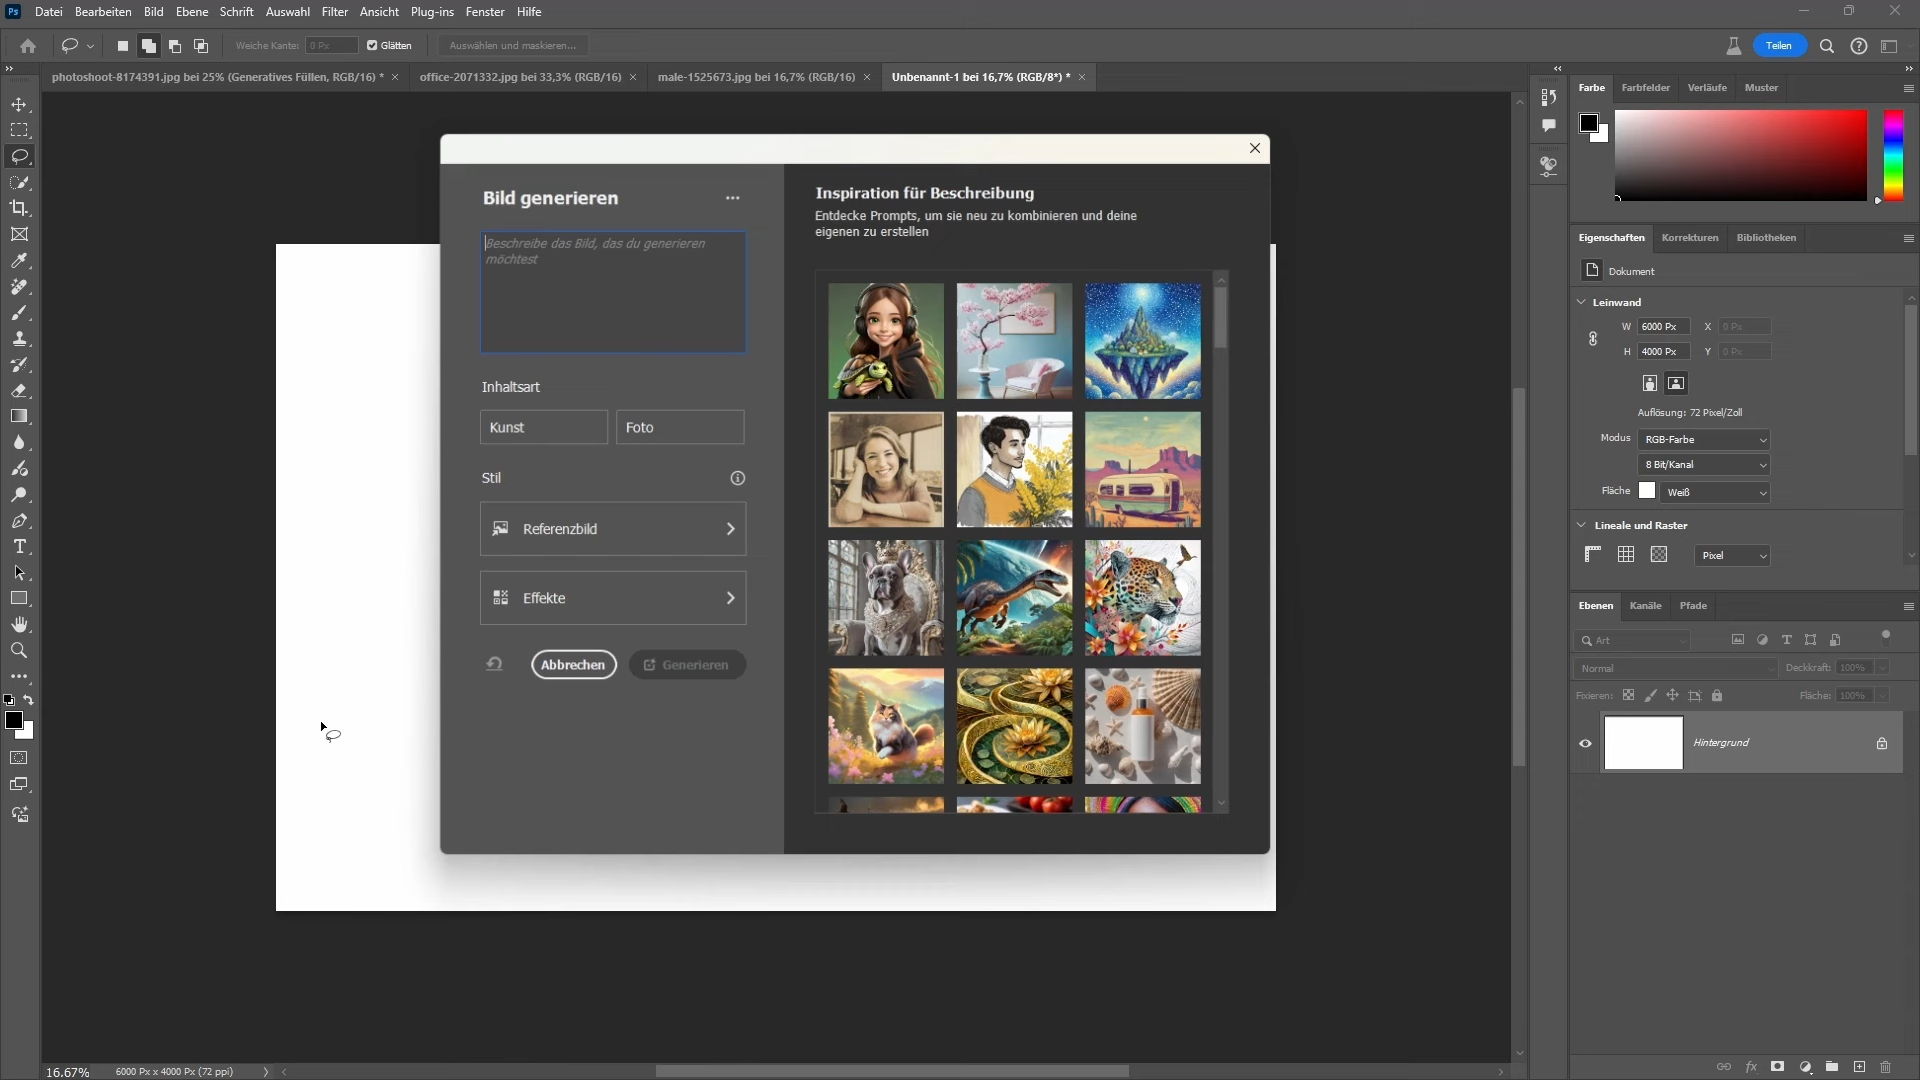 Ps Datei Bearbeiten Bild Ebene Schrift Auswahl Filter Ansicht Plug-ins Fenster Hilfe
Weiche Kante: 0 Px Glätten Auswählen und maskieren... Teilen
photoshoot-8174391.jpg bei 25% (Generatives Füllen, RGB/16) * office-2071332.jpg bei 33,3% (RGB/16) male-1525673.jpg bei 16,7% (RGB/16) Unbenannt-1 bei 16,7% (RGB/8*) *
Bild generieren
Beschreibe das Bild, das du generieren
möchtest
Inhaltsart
Kunst Foto
Stil
Referenzbild
Effekte
Abbrechen Generieren
Inspiration für Beschreibung
Entdecke Prompts, um sie neu zu kombinieren und deine
eigenen zu erstellen
Farbe Farbfelder Verläufe Muster
Eigenschaften Korrekturen Bibliotheken
Dokument
Leinwand
W 6000 Px X 0 Px
H 4000 Px Y 0 Px
Auflösung: 72 Pixel/Zoll
Modus RGB-Farbe
8 Bit/Kanal
Fläche Weiß
Lineale und Raster
Pixel
Ebenen Kanäle Pfade
Art
Normal Deckkraft: 100%
Fixieren: Fläche: 100%
Hintergrund
16.67% 6000 Px x 4000 Px (72 ppi)